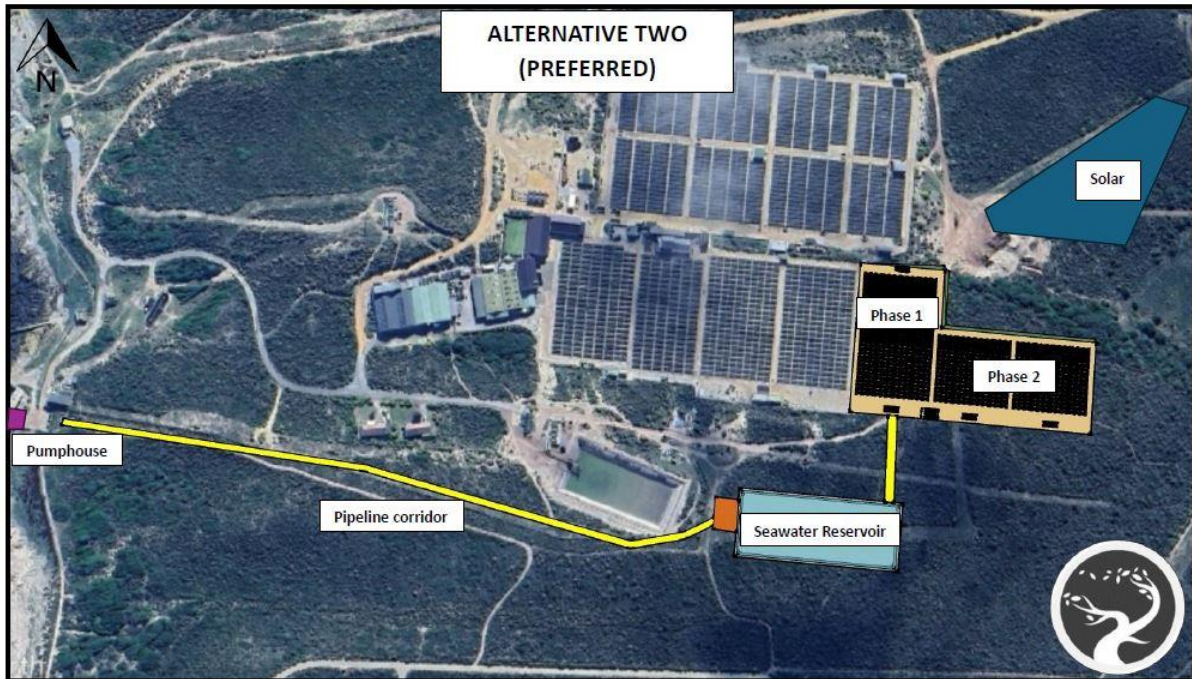 ALTERNATIVE TWO
(PREFERRED)
N
Solar
Phase 1
Phase 2
Pumphouse
Pipeline corridor
Seawater Reservoir